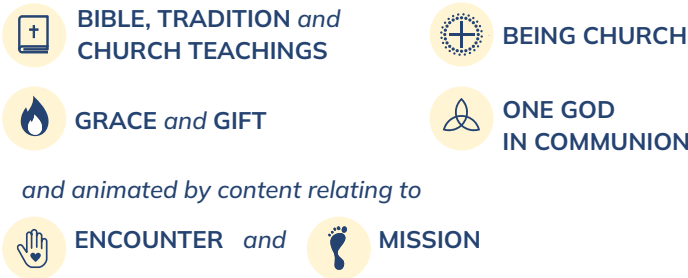 BIBLE, TRADITION and
CHURCH TEACHINGS
BEING CHURCH
GRACE and GIFT
ONE GOD
IN COMMUNION
and animated by content relating to
ENCOUNTER and MISSION